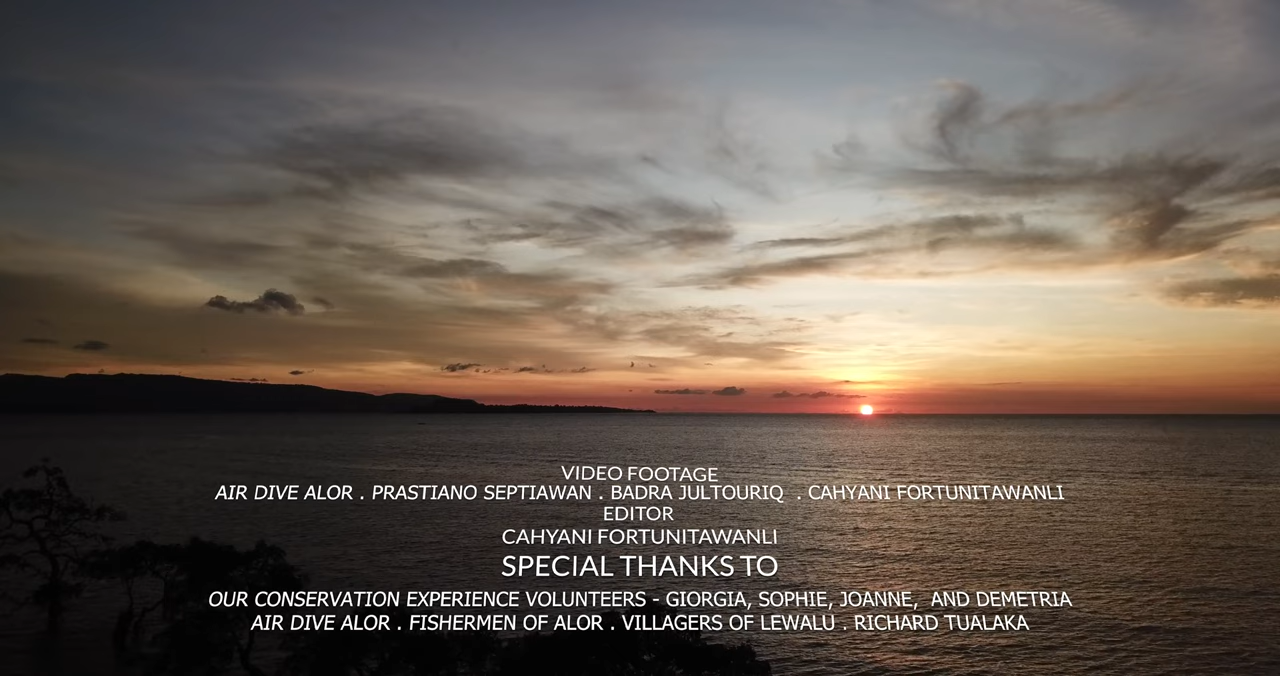 VIDEO FOOTAGE
AIR DIVE ALOR . PRASTIANO SEPTIAWAN . BADRA JULTOURIQ . CAHYANI FORTUNITAWANLI
EDITOR
CAHYANI FORTUNITAWANLI
SPECIAL THANKS TO
OUR CONSERVATION EXPERIENCE VOLUNTEERS - GIORGIA, SOPHIE, JOANNE, AND DEMETRIA
AIR DIVE ALOR . FISHERMEN OF ALOR . VILLAGERS OF LEWALU . RICHARD TUALAKA